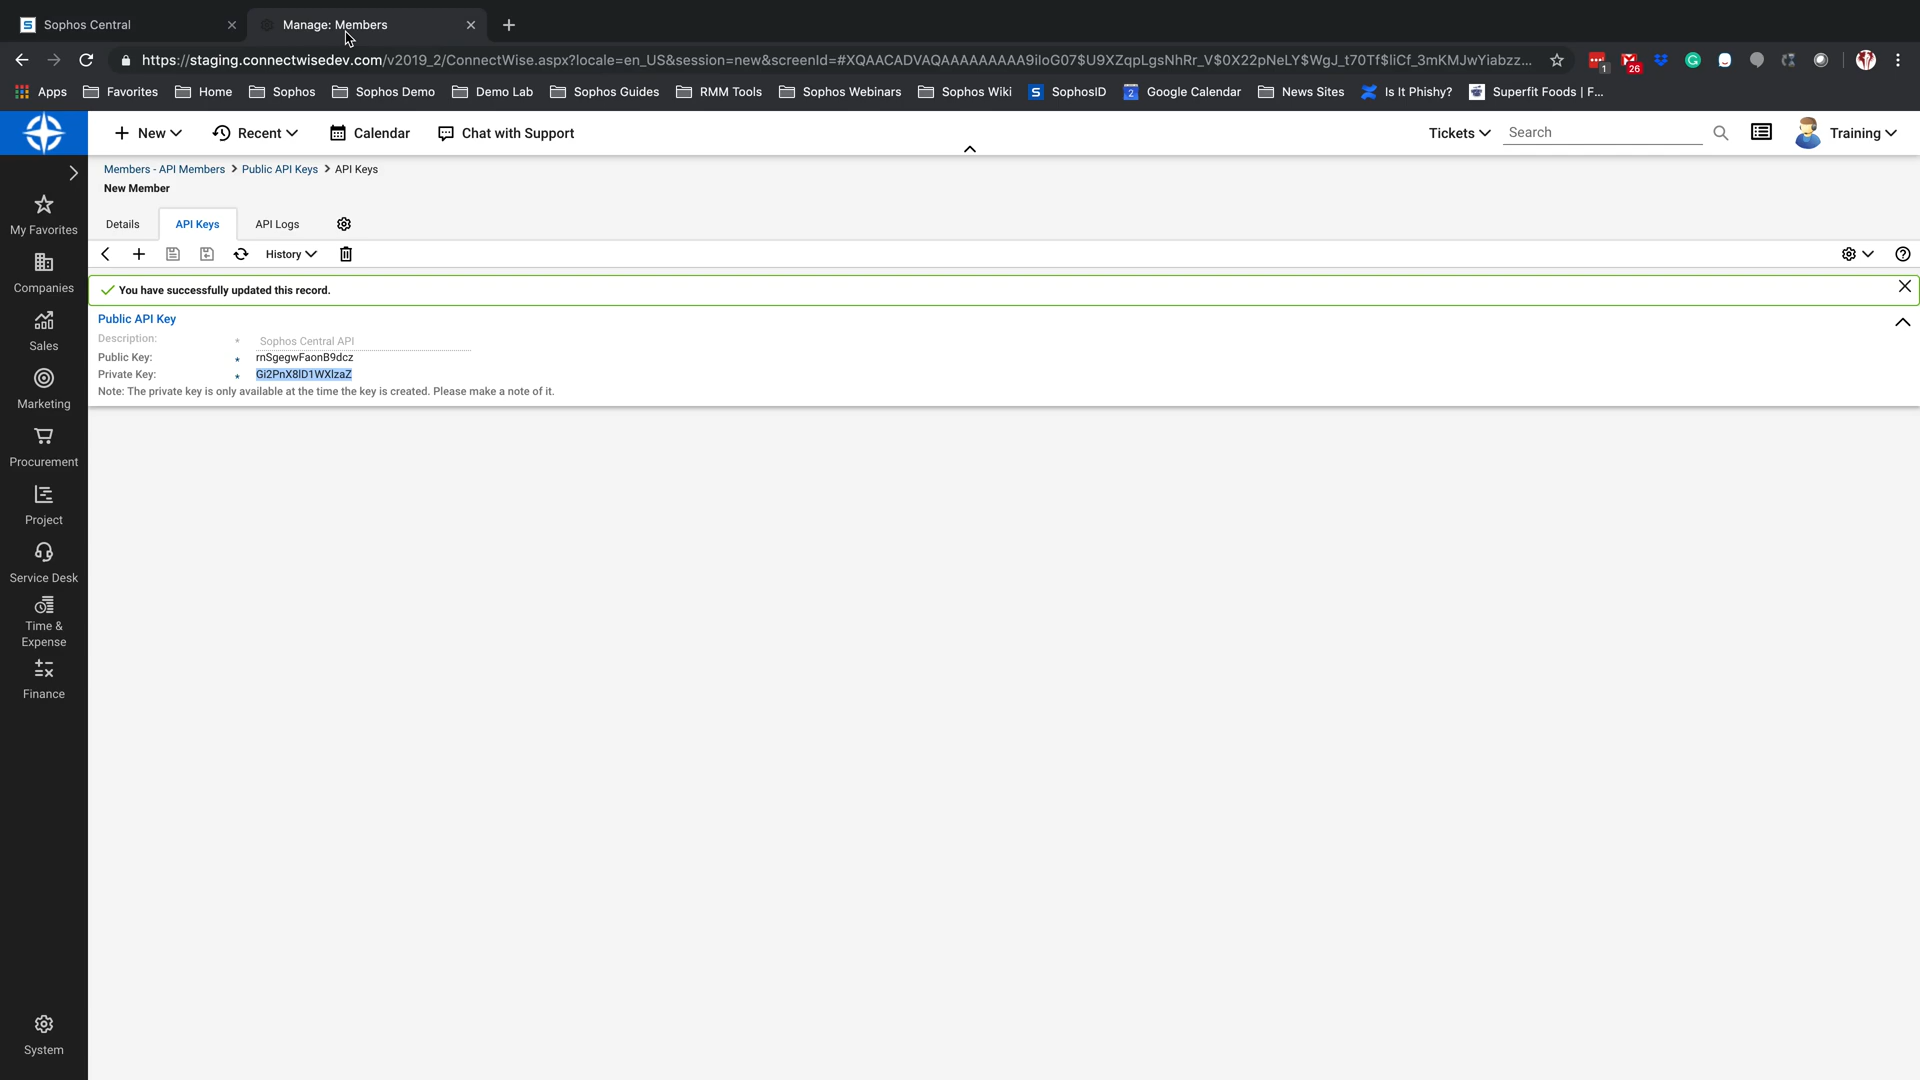 Sophos Central
Manage: Members
https://staging.connectwisedev.com/v2019_2/ConnectWise.aspx?locale=en_US&session=new&screenId=#XQAACADVAQAAAAAAAAA9iIoG07$U9XZqpLgsNhRr_V$0X22pNeLY$WgJ_t70Tf$liCf_3mKMJwYiabzz...
1
26
Apps
Favorites
Home
Sophos
Sophos Demo
Demo Lab
Sophos Guides
RMM Tools
Sophos Webinars
Sophos Wiki
SophosID
2
Google Calendar
News Sites
Is It Phishy?
Superfit Foods | F...
New
Recent
Calendar
Chat with Support
Tickets
Search
Training
Members - API Members > Public API Keys > API Keys
New Member
Details
API Keys
API Logs
History
You have successfully updated this record.
Public API Key
Description: * Sophos Central API
Public Key: * rnSgegwFaonB9dcz
Private Key: * Gi2PnX8lD1WXlzaZ
Note: The private key is only available at the time the key is created. Please make a note of it.
My Favorites
Companies
Sales
Marketing
Procurement
Project
Service Desk
Time &
Expense
Finance
System